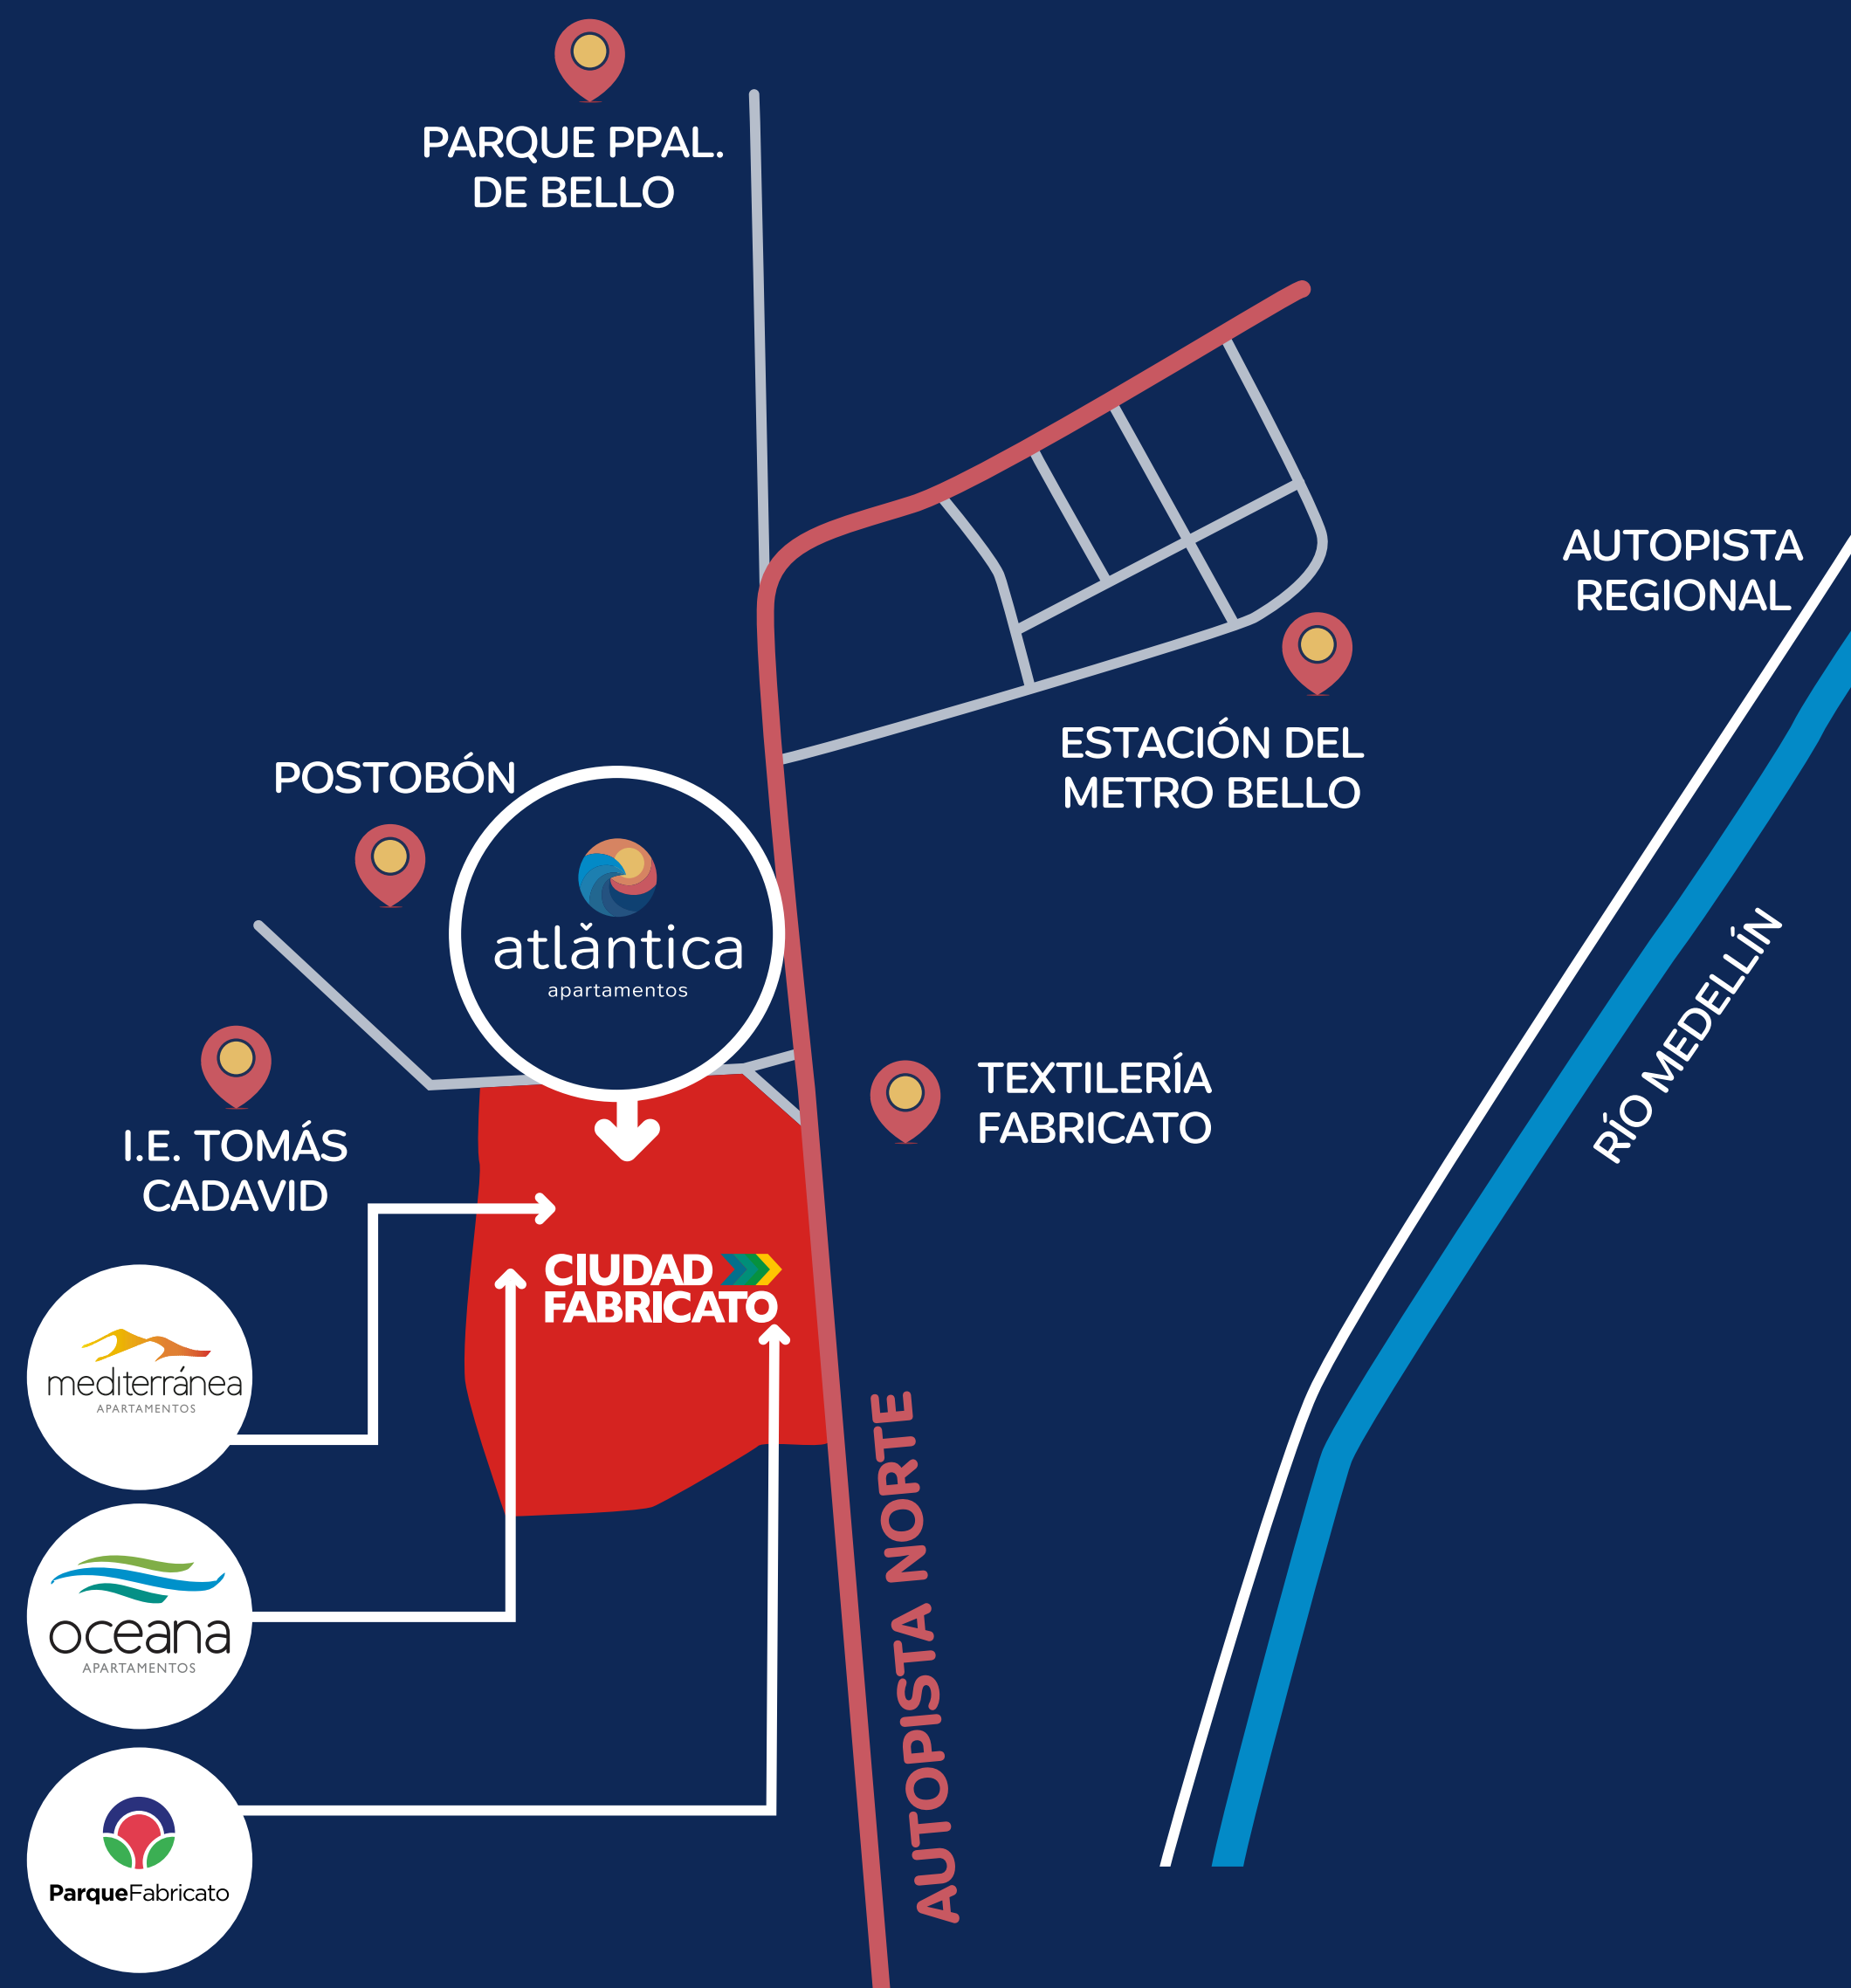 PARQUE PPAL.
DE BELLO
AUTOPISTA
REGIONAL
ESTACIÓN DEL
METRO BELLO
POSTOBÓN
atlǎntica
apartamentos
RÍO MEDELLÍN
TEXTILERÍA
FABRICATO
I.E. TOMÁS
CADAVID
CIUDAD
FABRICATO
mediterránea
APARTAMENTOS
AUTOPISTA NORTE
oceana
APARTAMENTOS
ParqueFabricato